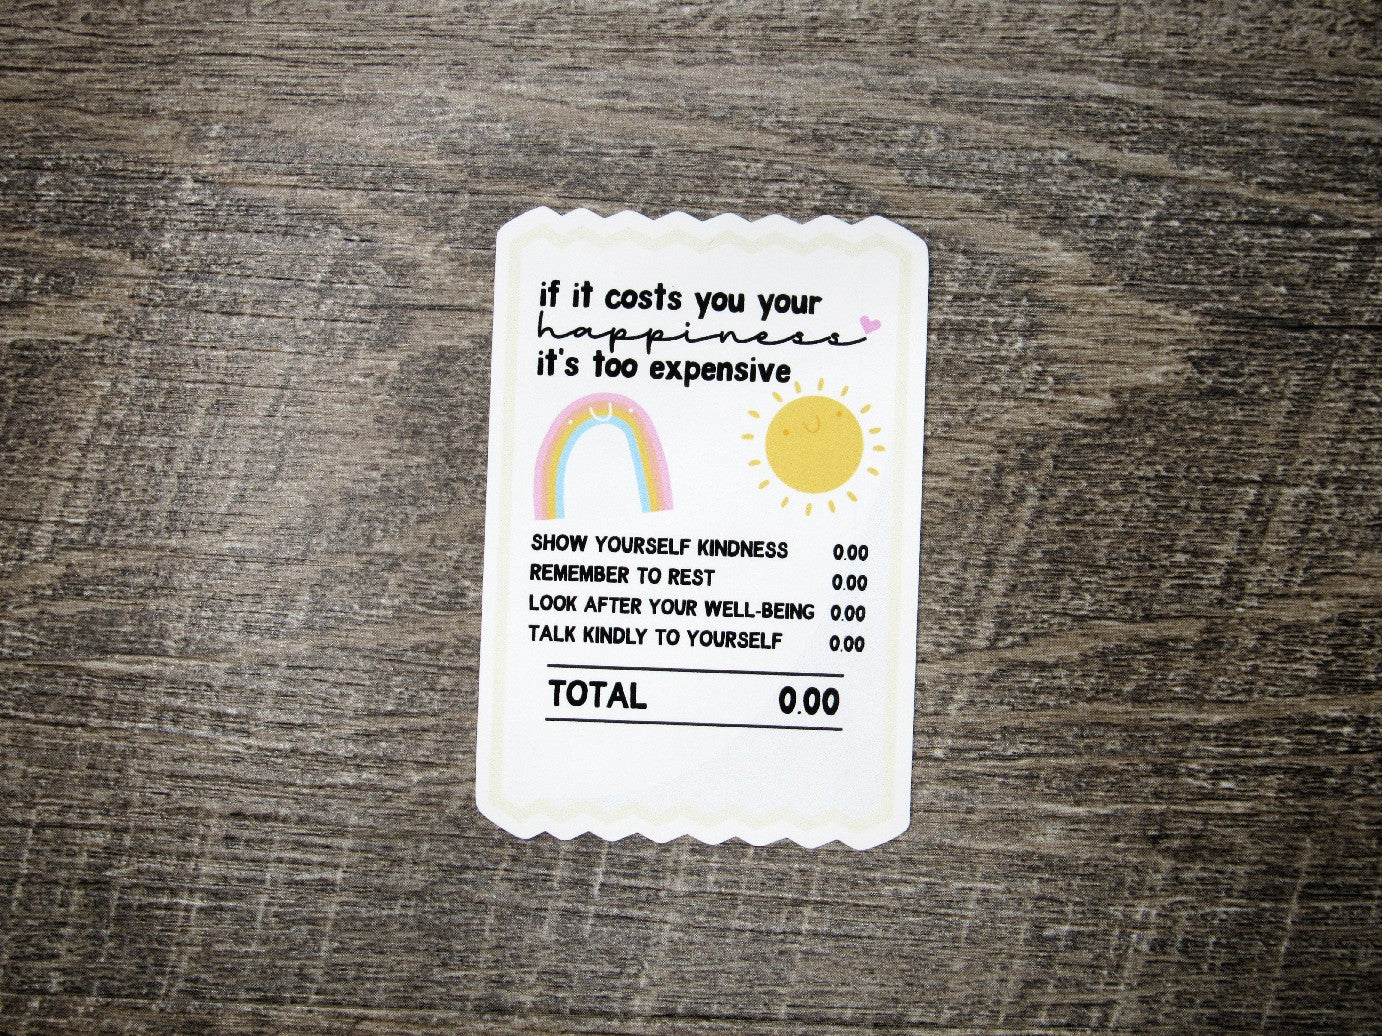 if it costs you your
happiness
it's too expensive
SHOW YOURSELF KINDNESS 0.00
REMEMBER TO REST 0.00
LOOK AFTER YOUR WELL-BEING 0.00
TALK KINDLY TO YOURSELF 0.00
TOTAL 0.00